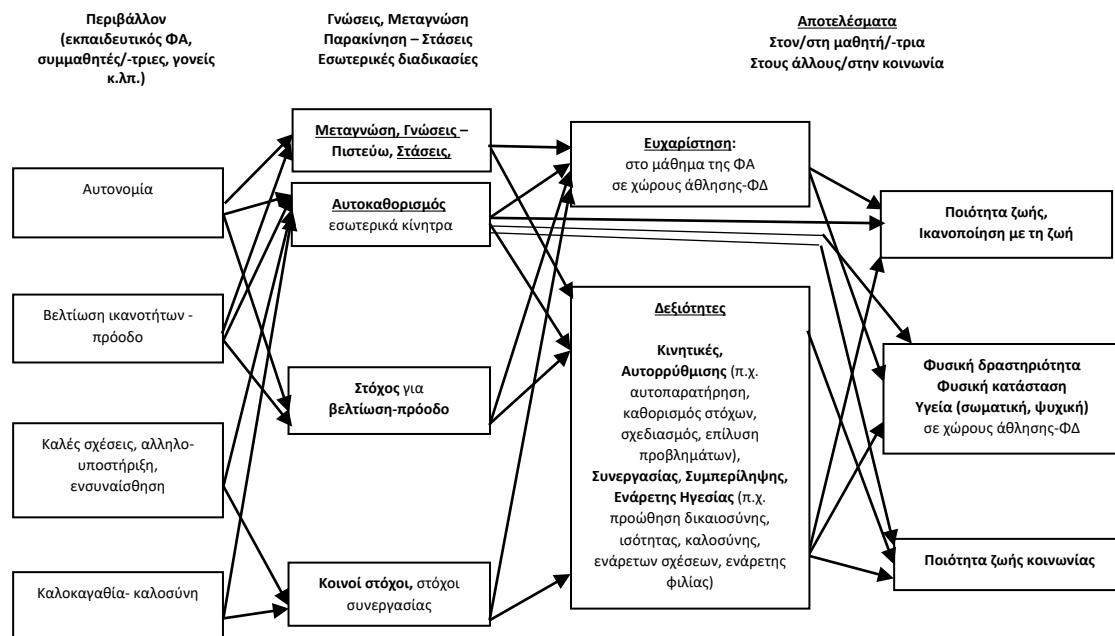 Περιβάλλον
(εκπαιδευτικός ΦΑ,
συμμαθητές/-τριες, γονείς
κ.λπ.)
Γνώσεις, Μεταγνώση
Παρακίνηση – Στάσεις
Εσωτερικές διαδικασίες
Αποτελέσματα
Στον/στη μαθητή/-τρια
Στους άλλους/στην κοινωνία
Αυτονομία
Βελτίωση ικανοτήτων -
πρόοδο
Καλές σχέσεις, αλληλο-
υποστήριξη,
ενσυναίσθηση
Καλοκαγαθία- καλοσύνη
Μεταγνώση, Γνώσεις –
Πιστεύω, Στάσεις,
Αυτοκαθορισμός
εσωτερικά κίνητρα
Στόχος για
βελτίωση-πρόοδο
Κοινοί στόχοι, στόχοι
συνεργασίας
Ευχαρίστηση:
στο μάθημα της ΦΑ
σε χώρους άθλησης-ΦΔ
Δεξιότητες
Κινητικές,
Αυτορρύθμισης (π.χ.
αυτοπαρατήρηση,
καθορισμός στόχων,
σχεδιασμός, επίλυση
προβλημάτων),
Συνεργασίας, Συμπερίληψης,
Ενάρετης Ηγεσίας (π.χ.
προώθηση δικαιοσύνης,
ισότητας, καλοσύνης,
ενάρετων σχέσεων, ενάρετης
φιλίας)
Ποιότητα ζωής,
Ικανοποίηση με τη ζωή
Φυσική δραστηριότητα
Φυσική κατάσταση
Υγεία (σωματική, ψυχική)
σε χώρους άθλησης-ΦΔ
Ποιότητα ζωής κοινωνίας